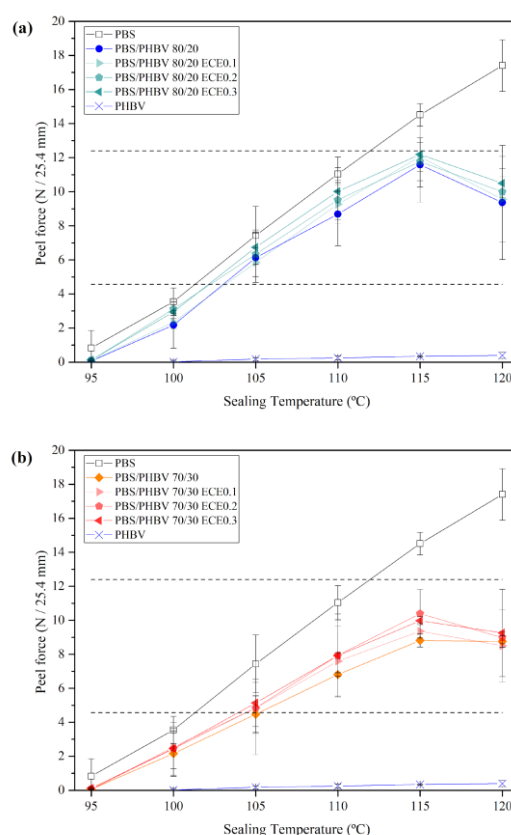 (a)
PBS
PBS/PHBV 80/20
PBS/PHBV 80/20 ECE0.1
PBS/PHBV 80/20 ECE0.2
PBS/PHBV 80/20 ECE0.3
PHBV
Peel force (N / 25.4 mm)
20
18
16
14
12
10
8
6
4
2
0
95 100 105 110 115 120
Sealing Temperature (ºC)
(b)
PBS
PBS/PHBV 70/30
PBS/PHBV 70/30 ECE0.1
PBS/PHBV 70/30 ECE0.2
PBS/PHBV 70/30 ECE0.3
PHBV
Peel force (N / 25.4 mm)
20
18
16
14
12
10
8
6
4
2
0
95 100 105 110 115 120
Sealing Temperature (ºC)